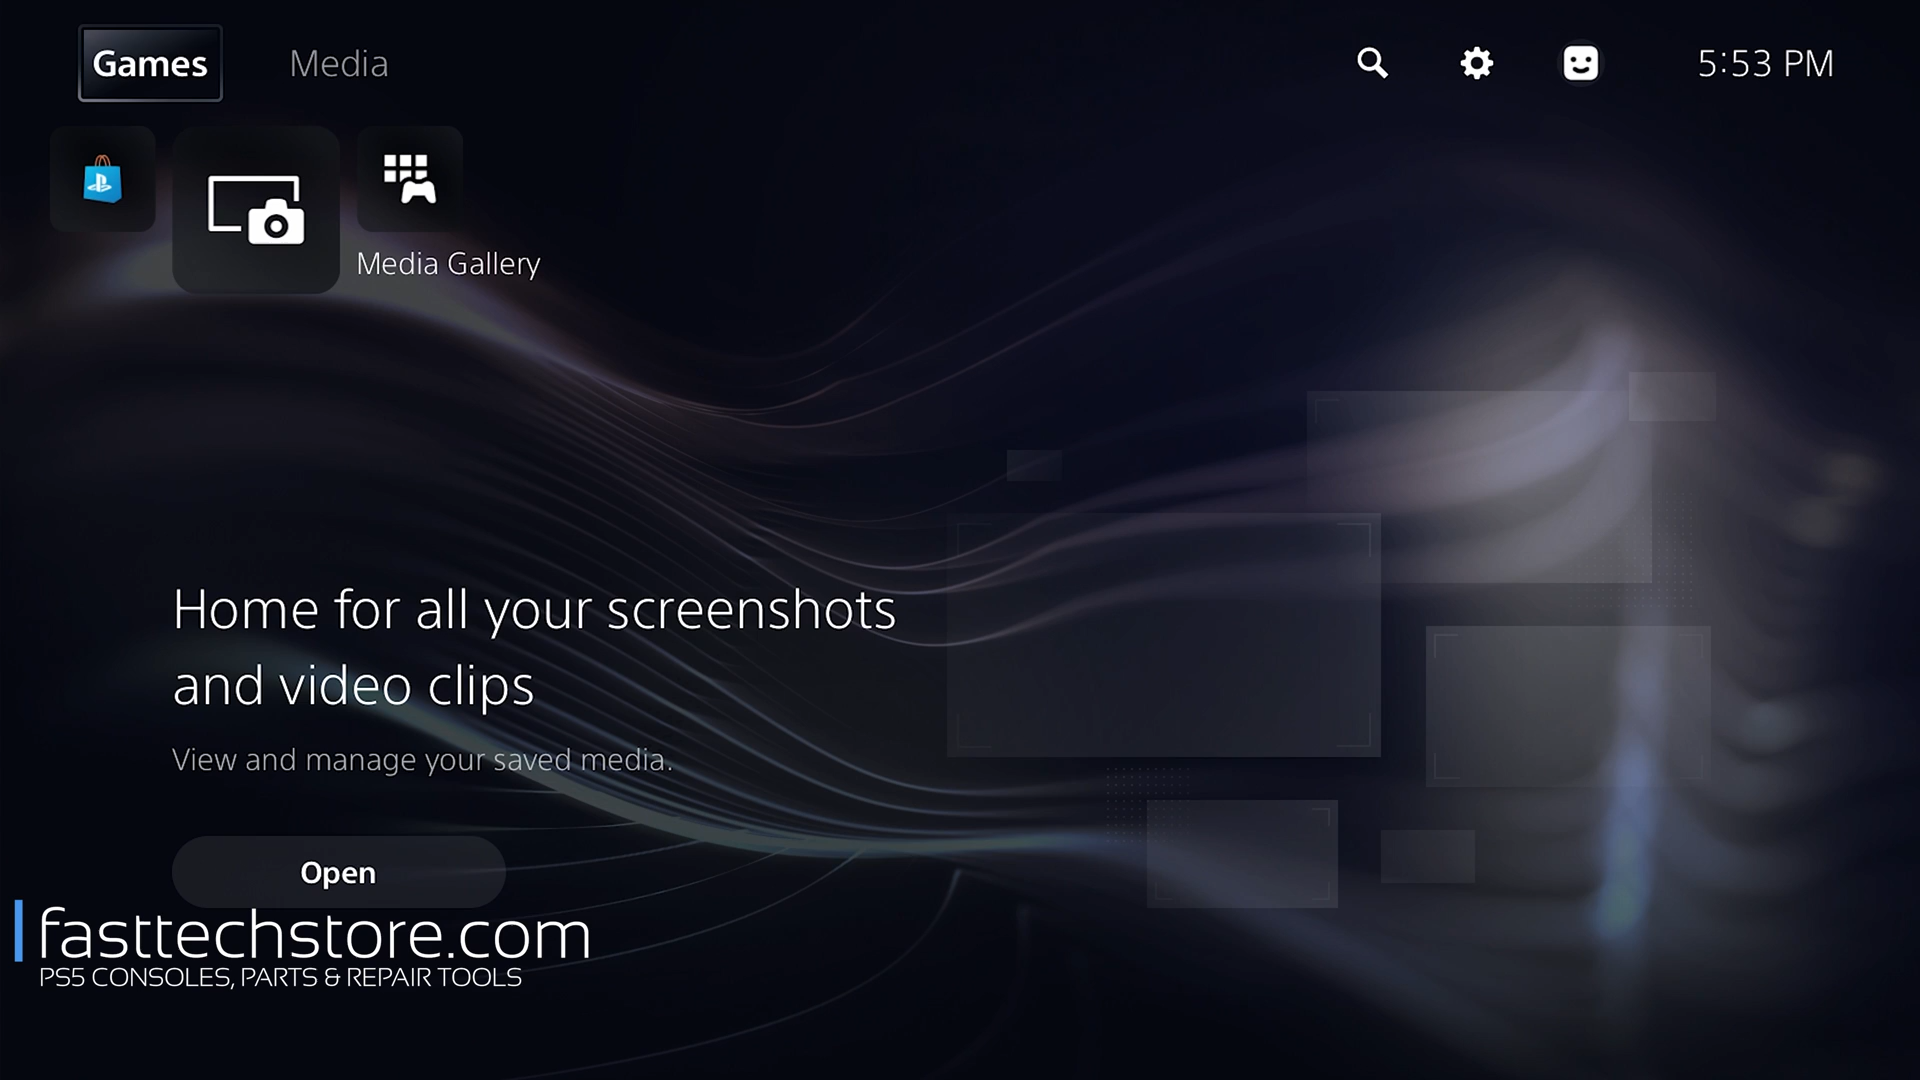 Games
Media
5:53 PM
Media Gallery
Home for all your screenshots
and video clips
View and manage your saved media.
Open
fasttechstore.com
PS5 CONSOLES, PARTS & REPAIR TOOLS